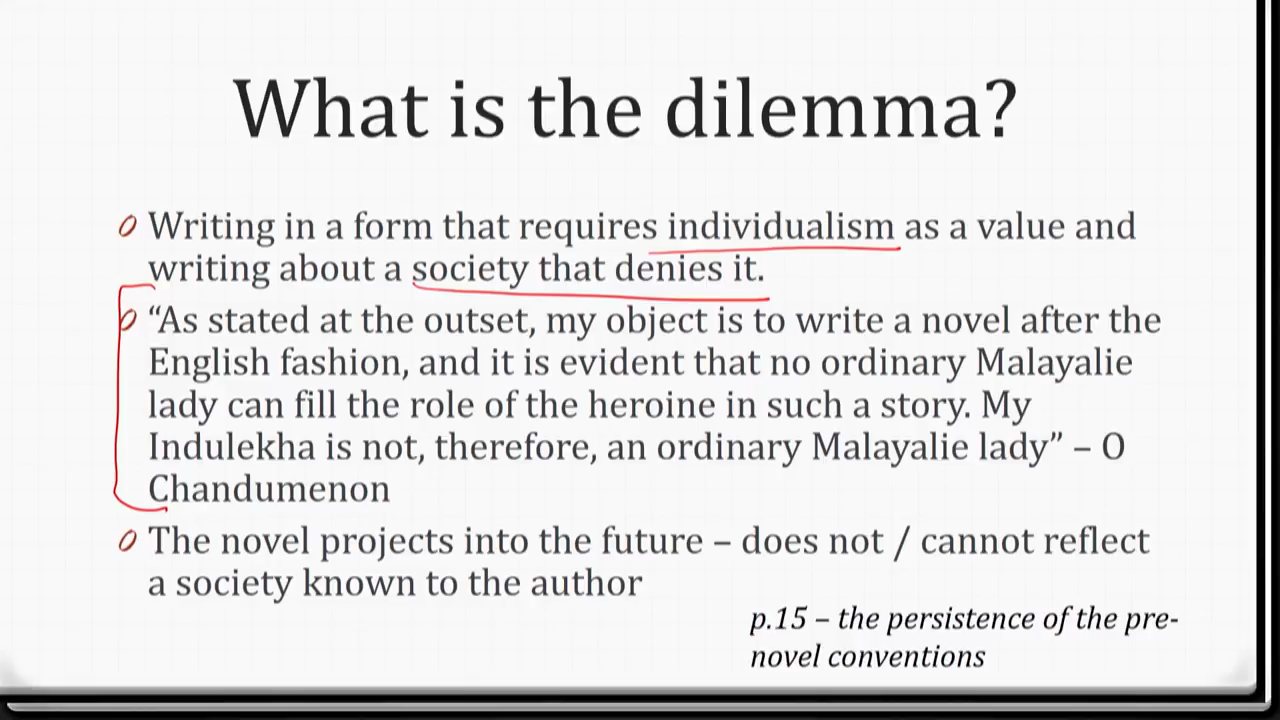 What is the dilemma?
Writing in a form that requires individualism as a value and
writing about a society that denies it.
“As stated at the outset, my object is to write a novel after the
English fashion, and it is evident that no ordinary Malayalie
lady can fill the role of the heroine in such a story. My
Indulekha is not, therefore, an ordinary Malayalie lady” – O
Chandumenon
The novel projects into the future – does not / cannot reflect
a society known to the author
p.15 – the persistence of the pre-
novel conventions